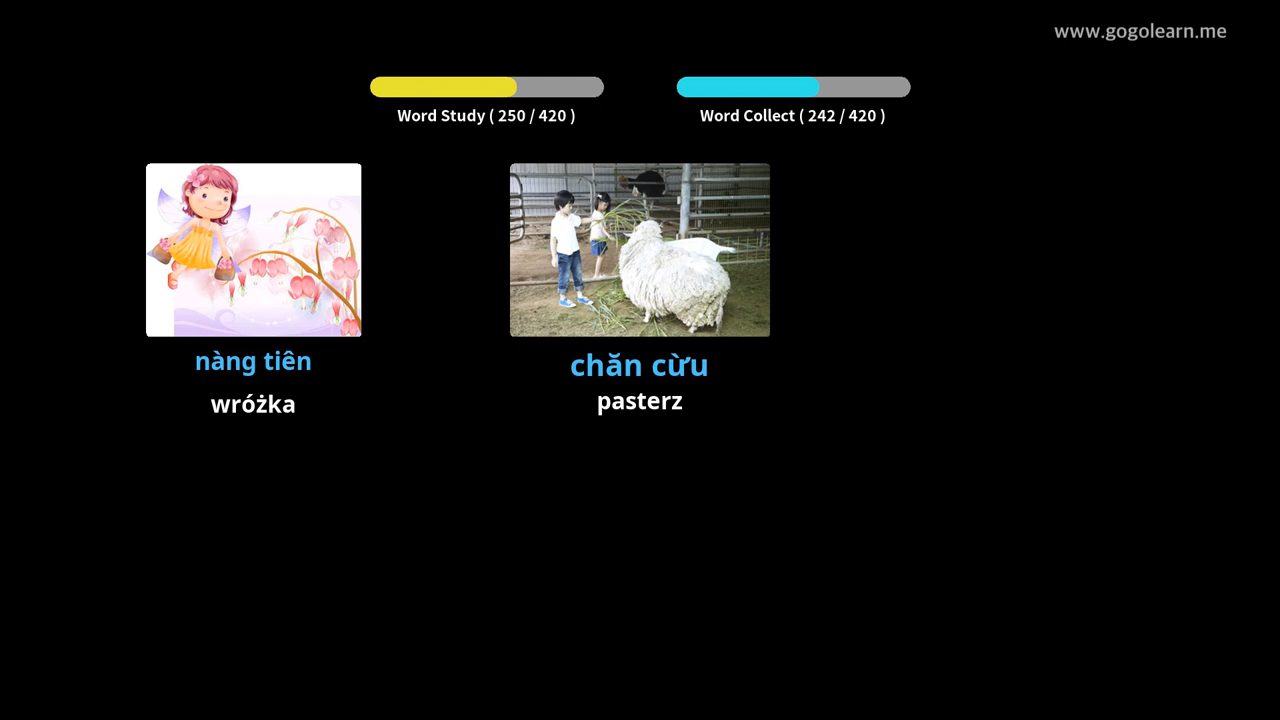 www.gogolearn.me
Word Study ( 250 / 420 )
Word Collect ( 242 / 420 )
nàng tiên
wróżka
chăn cừu
pasterz